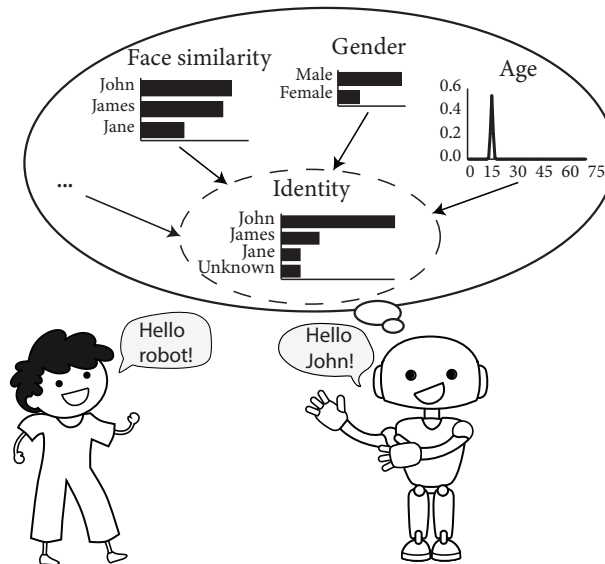 Face similarity
John
James
Jane
Gender
Male
Female
Age
0.6
0.4
0.2
0.0
0 15 30 45 60 75
...
Identity
John
James
Jane
Unknown
Hello
robot!
Hello
John!